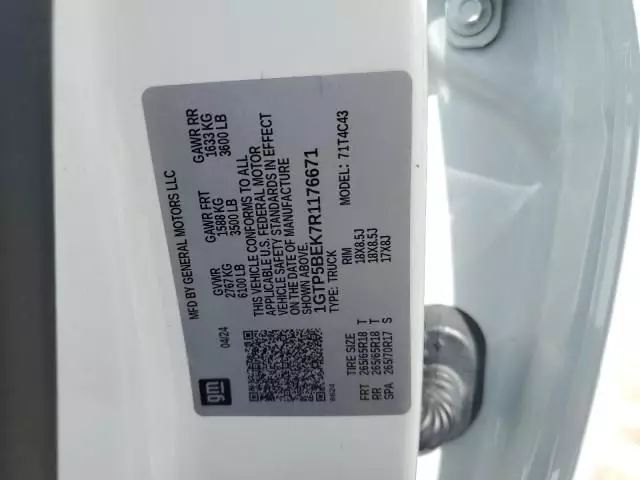 MFD BY GENERAL MOTORS LLC
04/24
GVWR
2767 KG
6100 LB
GAWR FRT
1588 KG
3500 LB
GAWR RR
1633 KG
3600 LB
THIS VEHICLE CONFORMS TO ALL
APPLICABLE U.S. FEDERAL MOTOR
VEHICLE SAFETY STANDARDS IN EFFECT
ON THE DATE OF MANUFACTURE
SHOWN ABOVE.
1GTP5BEK7R1176671
TYPE: TRUCK
MODEL: 71T4C43
gm
TIRE SIZE RIM
FRT 265/65R18 T 18X8.5J
RR 265/65R18 T 18X8.5J
SPA 265/70R17 S 17X8J